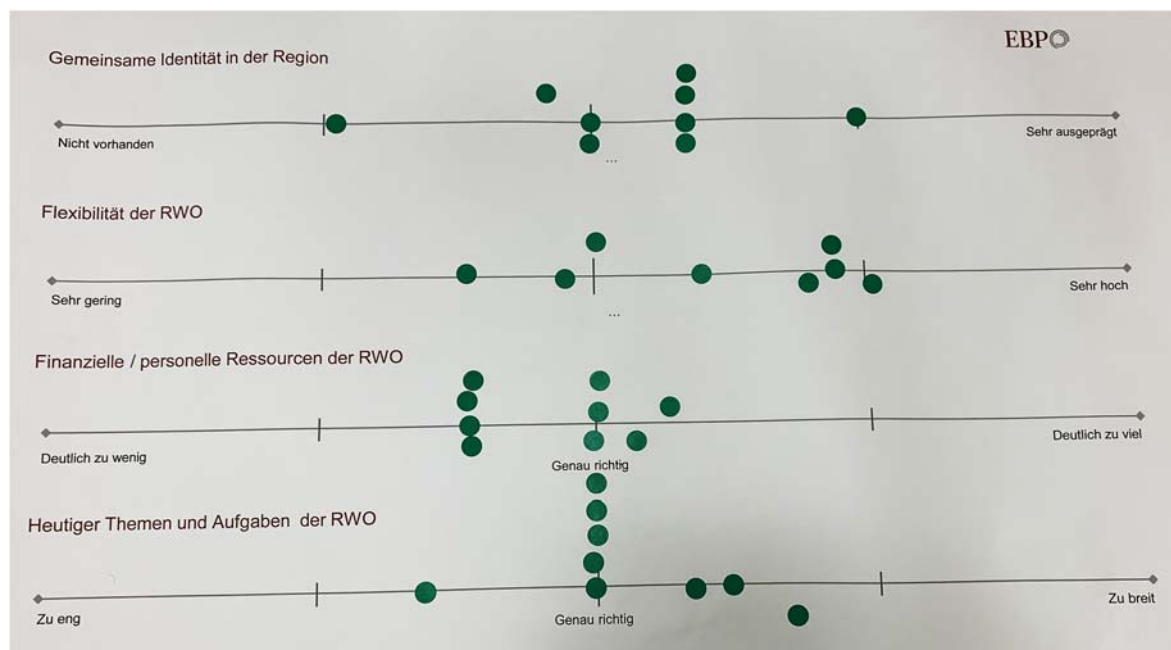 EBP
Gemeinsame Identität in der Region
Nicht vorhanden
...
Sehr ausgeprägt
Flexibilität der RWO
Sehr gering
...
Sehr hoch
Finanzielle / personelle Ressourcen der RWO
Deutlich zu wenig
Genau richtig
Deutlich zu viel
Heutiger Themen und Aufgaben der RWO
Zu eng
Genau richtig
Zu breit